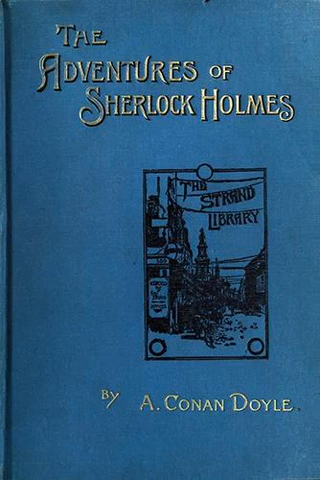 THE
ADVENTURES OF
SHERLOCK HOLMES
THE
STRAND
LIBRARY
BY A. CONAN DOYLE.